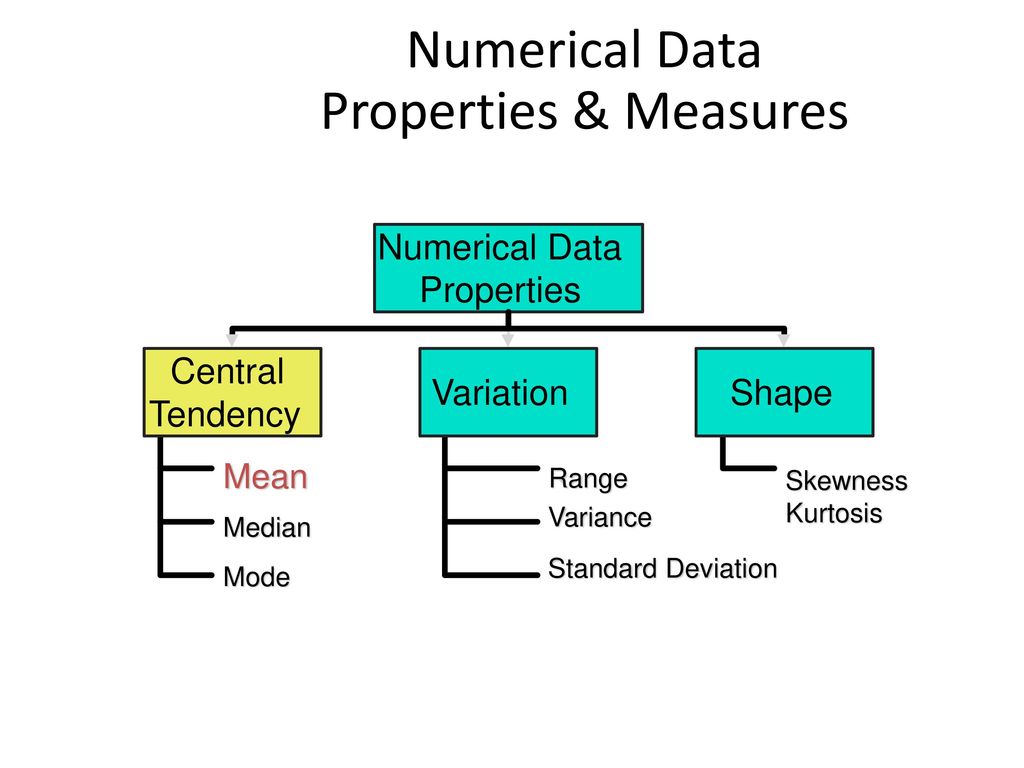 Numerical Data
Properties & Measures
Numerical Data
Properties
Central
Tendency
Variation
Shape
Mean
Median
Mode
Range
Variance
Standard Deviation
Skewness
Kurtosis